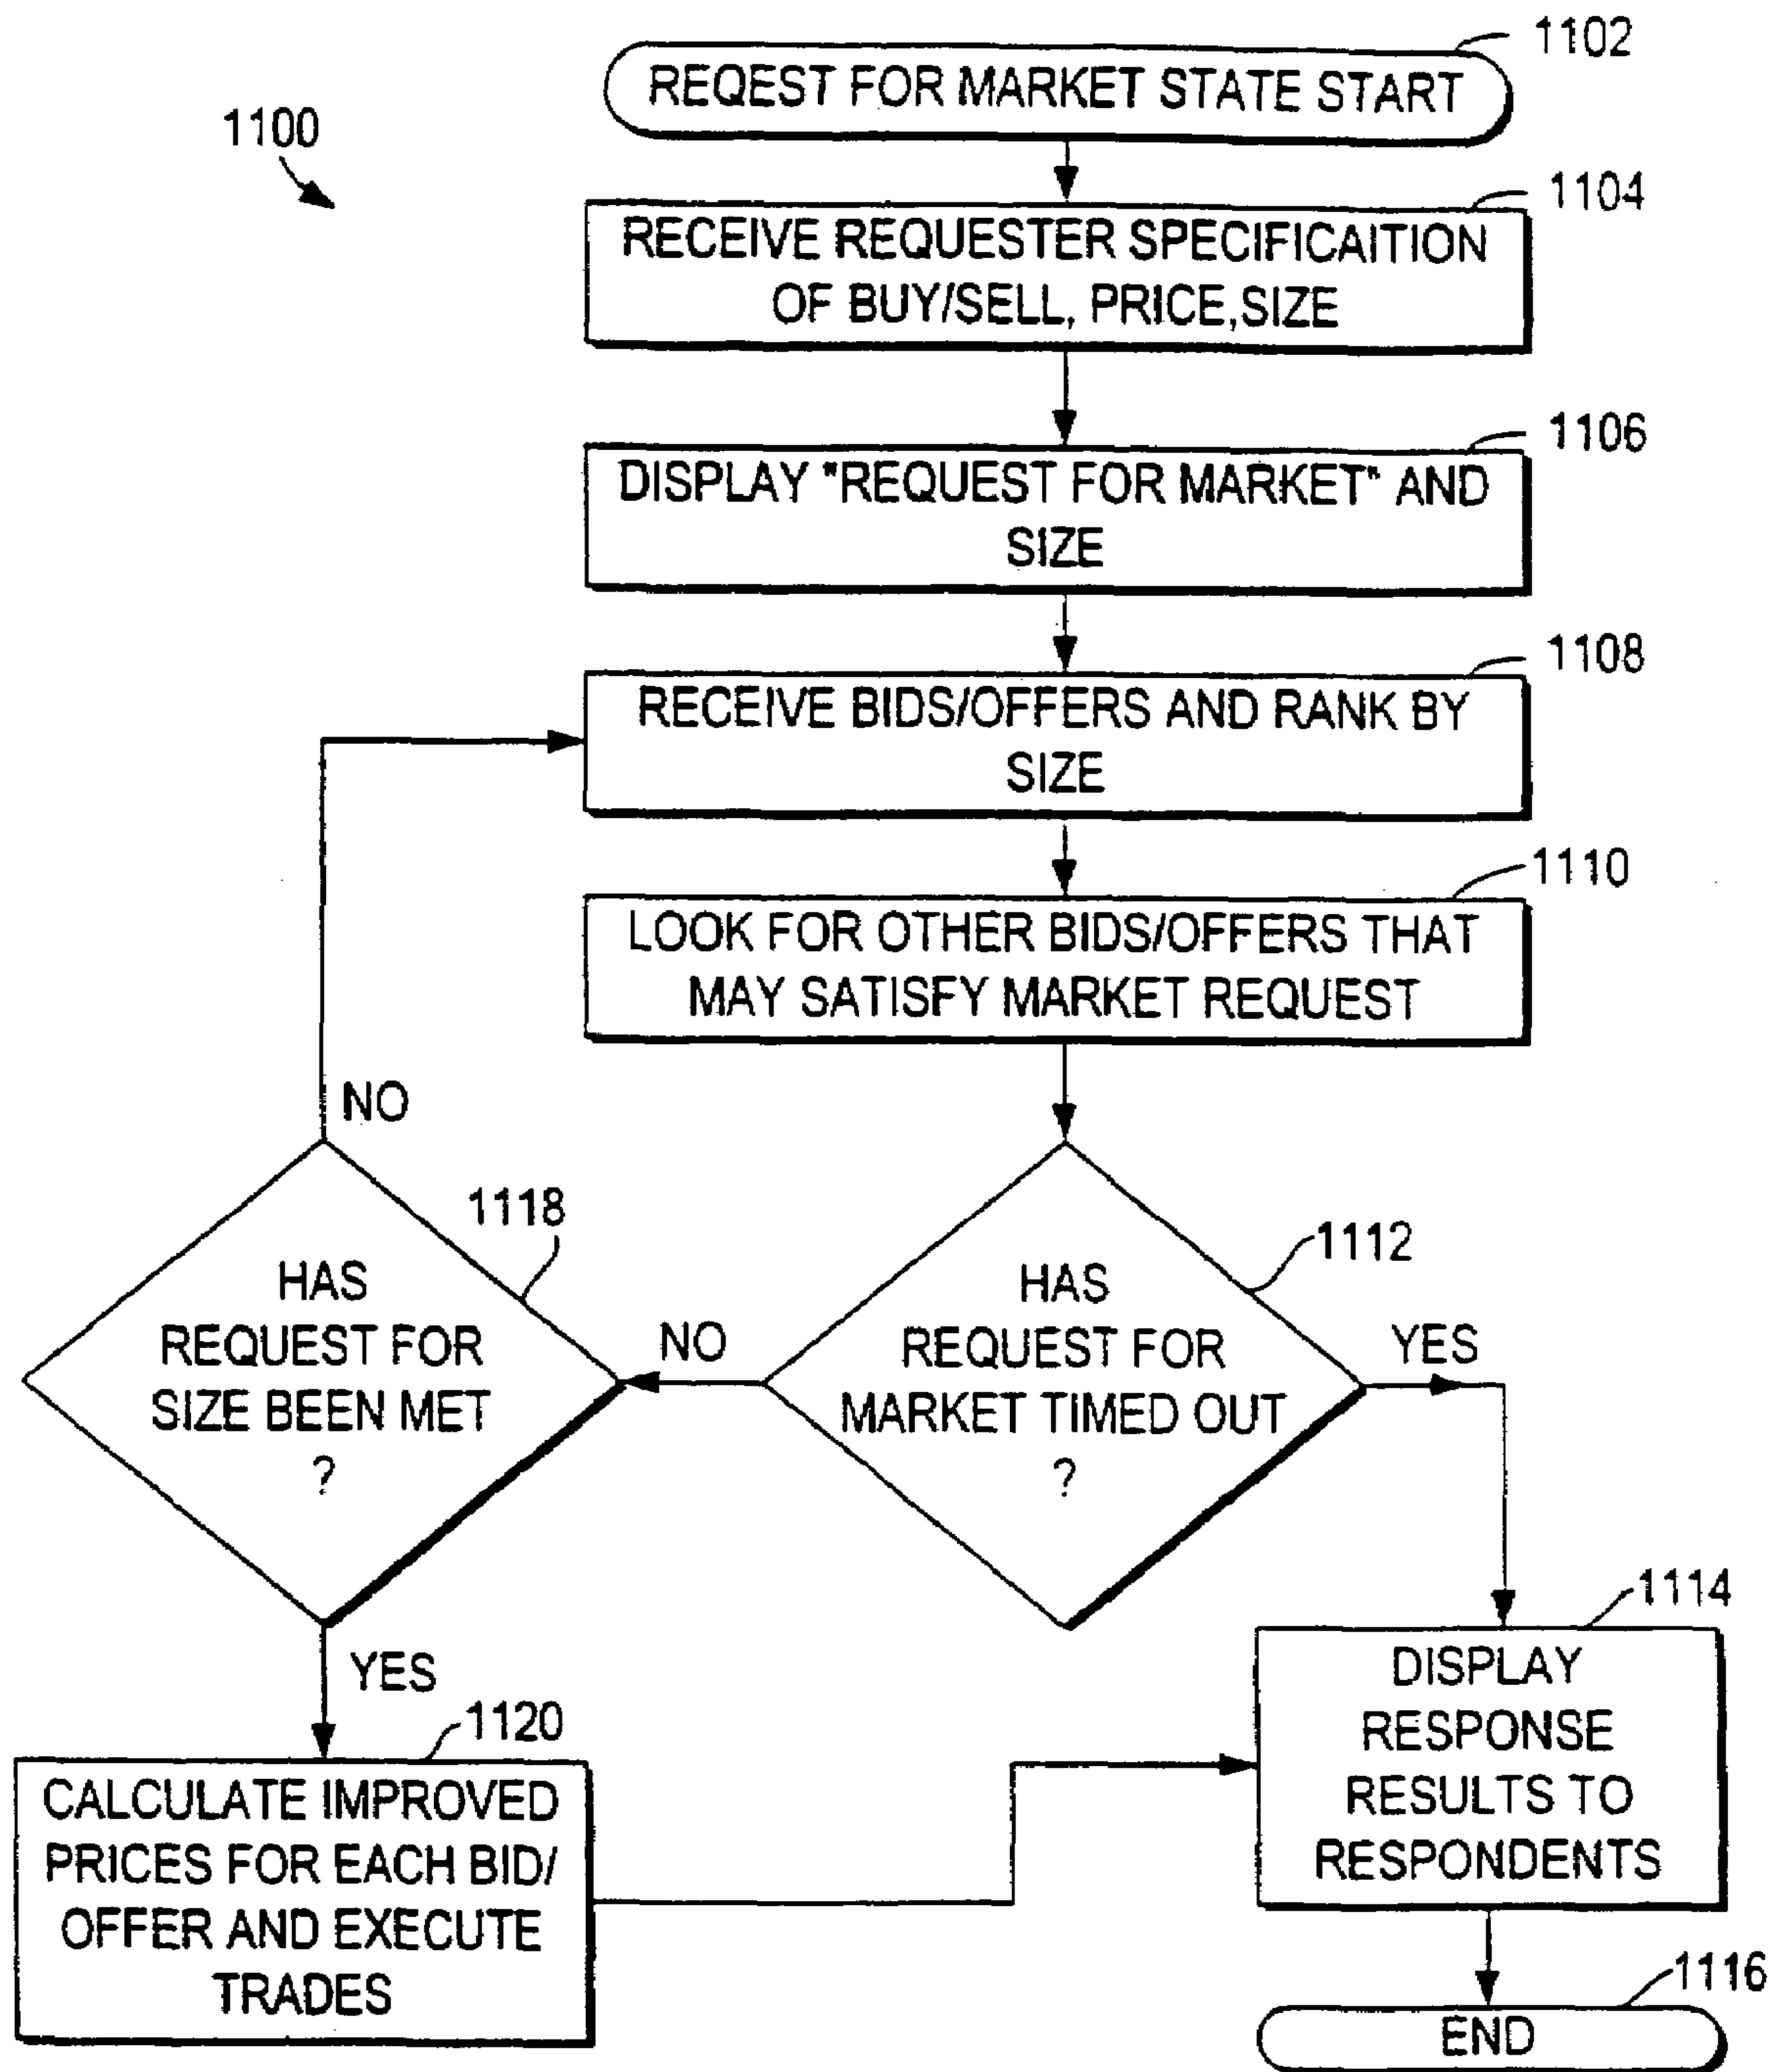 1102
REQEST FOR MARKET STATE START
1100
1104
RECEIVE REQUESTER SPECIFICAITION
OF BUY/SELL, PRICE,SIZE
1106
DISPLAY "REQUEST FOR MARKET" AND
SIZE
1108
RECEIVE BIDS/OFFERS AND RANK BY
SIZE
1110
LOOK FOR OTHER BIDS/OFFERS THAT
MAY SATISFY MARKET REQUEST
NO
1118
HAS
REQUEST FOR
SIZE BEEN MET
?
NO
1112
HAS
REQUEST FOR
MARKET TIMED OUT
?
YES
YES
1114
DISPLAY
RESPONSE
RESULTS TO
RESPONDENTS
1120
CALCULATE IMPROVED
PRICES FOR EACH BID/
OFFER AND EXECUTE
TRADES
1116
END